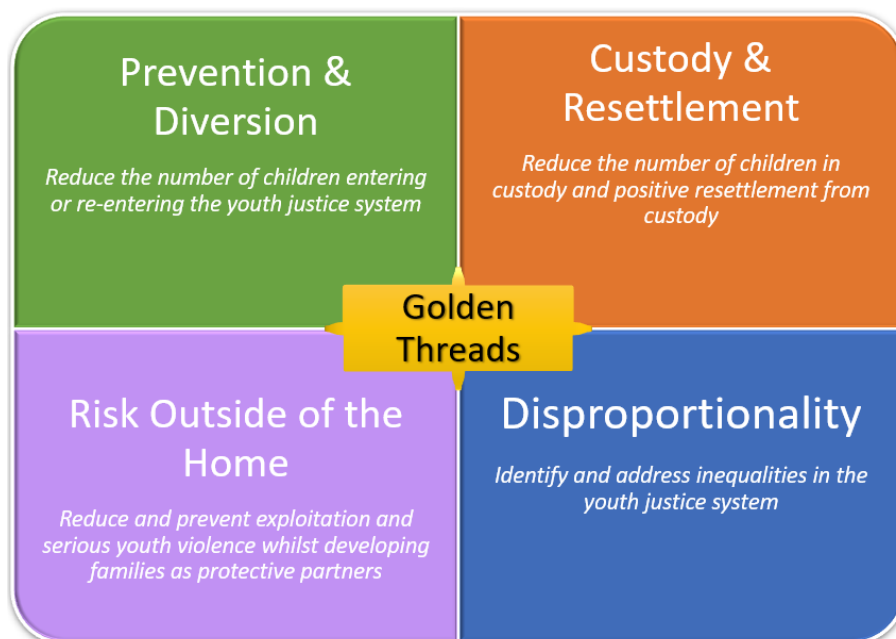 Prevention &
Diversion
Reduce the number of children entering
or re-entering the youth justice system
Custody &
Resettlement
Reduce the number of children in
custody and positive resettlement from
custody
Golden
Threads
Risk Outside of the
Home
Reduce and prevent exploitation and
serious youth violence whilst developing
families as protective partners
Disproportionality
Identify and address inequalities in the
youth justice system